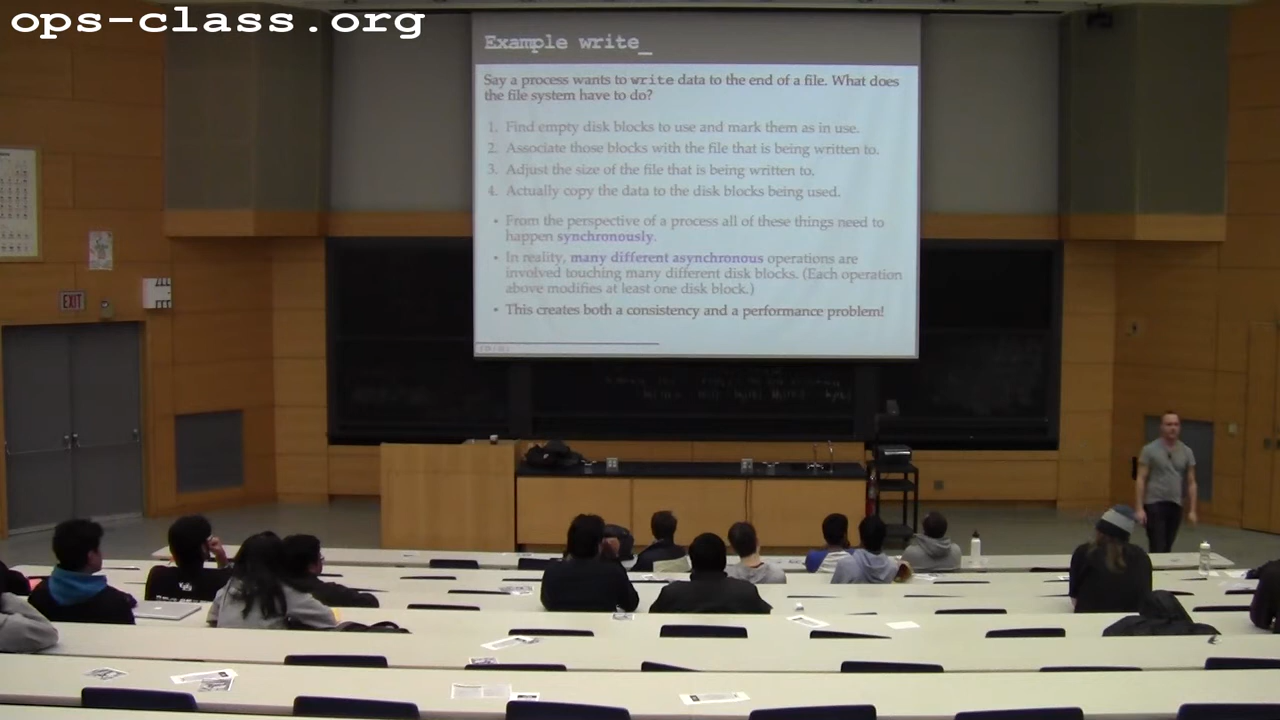 ops-class.org
Example write_
Say a process wants to write data to the end of a file. What does
the file system have to do?
1. Find empty disk blocks to use and mark them as in use.
2. Associate those blocks with the file that is being written to.
3. Adjust the size of the file that is being written to.
4. Actually copy the data to the disk blocks being used.
• From the perspective of a process all of these things need to
happen synchronously.
• In reality, many different asynchronous operations are
involved touching many different disk blocks. (Each operation
above modifies at least one disk block.)
• This creates both a consistency and a performance problem!
EXIT